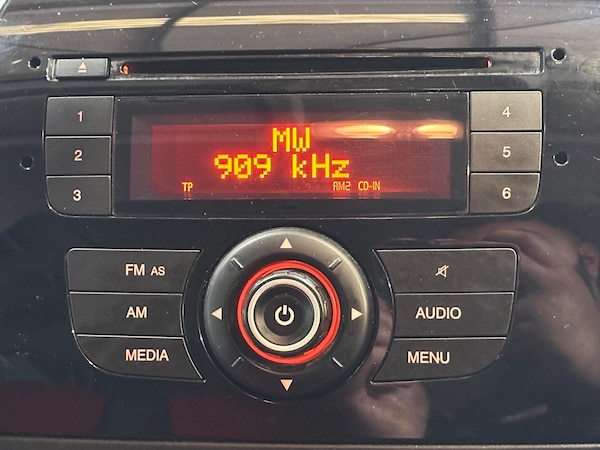 1
2
3
MW
909 kHz
TP
AM2 CD-IN
4
5
6
FM AS
AM
MEDIA
AUDIO
MENU